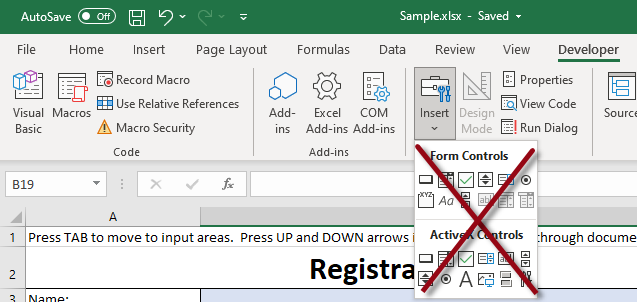 AutoSave Off Sample.xlsx - Saved
File Home Insert Page Layout Formulas Data Review View Developer
Visual Basic Macros Record Macro Use Relative References Macro Security
Code
Add-ins Excel Add-ins COM Add-ins
Add-ins
Insert Design Mode Properties View Code Run Dialog
Source
Form Controls
XYZ Aa ab|
ActiveX Controls
ab| A
B19 fx
A
1 Press TAB to move to input areas. Press UP and DOWN arrows i through docume
2 Registra
3 Name: